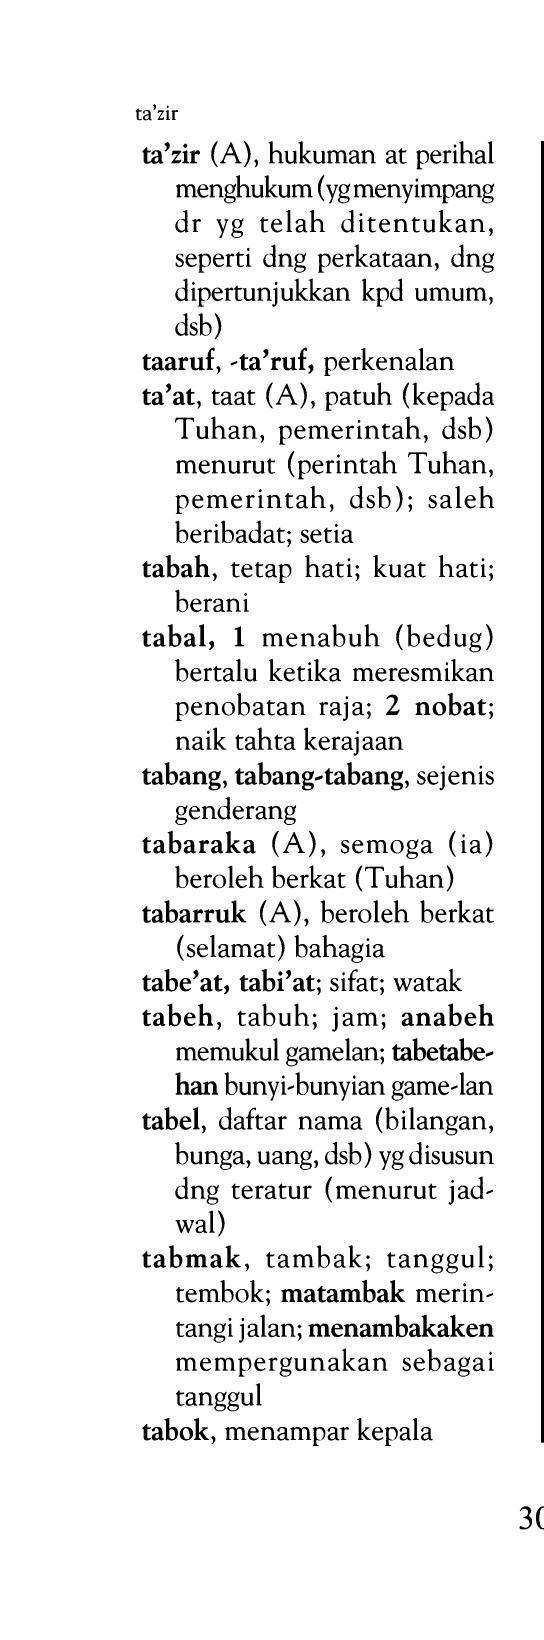 ta’zir
ta’zir (A), hukuman at perihal
menghukum (yg menyimpang
dr yg telah ditentukan,
seperti dng perkataan, dng
dipertunjukkan kpd umum,
dsb)
taaruf, -ta’ruf, perkenalan
ta’at, taat (A), patuh (kepada
Tuhan, pemerintah, dsb)
menurut (perintah Tuhan,
pemerintah, dsb); saleh
beribadat; setia
tabah, tetap hati; kuat hati;
berani
tabal, 1 menabuh (bedug)
bertalu ketika meresmikan
penobatan raja; 2 nobat;
naik tahta kerajaan
tabang, tabang-tabang, sejenis
genderang
tabaraka (A), semoga (ia)
beroleh berkat (Tuhan)
tabarruk (A), beroleh berkat
(selamat) bahagia
tabe’at, tabi’at; sifat; watak
tabeh, tabuh; jam; anabeh
memukul gamelan; tabetabe-
han bunyi-bunyian game-lan
tabel, daftar nama (bilangan,
bunga, uang, dsb) yg disusun
dng teratur (menurut jad-
wal)
tabmak, tambak; tanggul;
tembok; matambak merin-
tangi jalan; menambakaken
mempergunakan sebagai
tanggul
tabok, menampar kepala